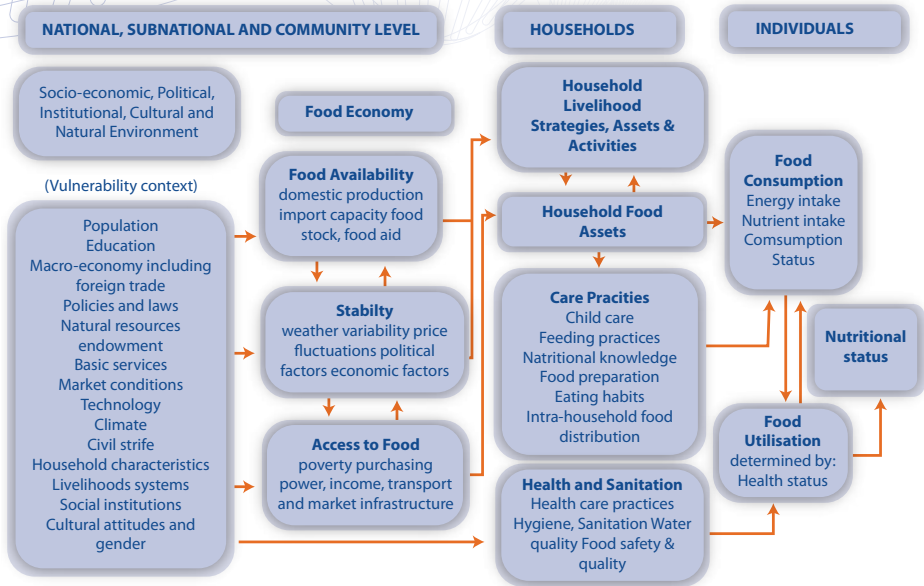 NATIONAL, SUBNATIONAL AND COMMUNITY LEVEL
HOUSEHOLDS
INDIVIDUALS
Socio-economic, Political,
Institutional, Cultural and
Natural Environment
(Vulnerability context)
Population
Education
Macro-economy including
foreign trade
Policies and laws
Natural resources
endowment
Basic services
Market conditions
Technology
Climate
Civil strife
Household characteristics
Livelihoods systems
Social institutions
Cultural attitudes and
gender
Food Economy
Food Availability
domestic production
import capacity food
stock, food aid
Stabilty
weather variability price
fluctuations political
factors economic factors
Access to Food
poverty purchasing
power, income, transport
and market infrastructure
Household
Livelihood
Strategies, Assets &
Activities
Household Food
Assets
Care Pracities
Child care
Feeding practices
Natritional knowledge
Food preparation
Eating habits
Intra-household food
distribution
Health and Sanitation
Health care practices
Hygiene, Sanitation Water
quality Food safety &
quality
Food
Consumption
Energy intake
Nutrient intake
Comsumption
Status
Nutritional
status
Food
Utilisation
determined by:
Health status